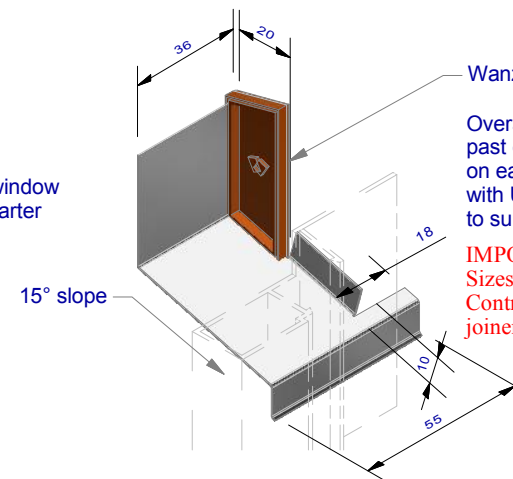 36
20
Wanz
Over
past
on ea
with U
to su
IMPO
Sizes
Contr
joiner
window
arter
15° slope
18
10
55